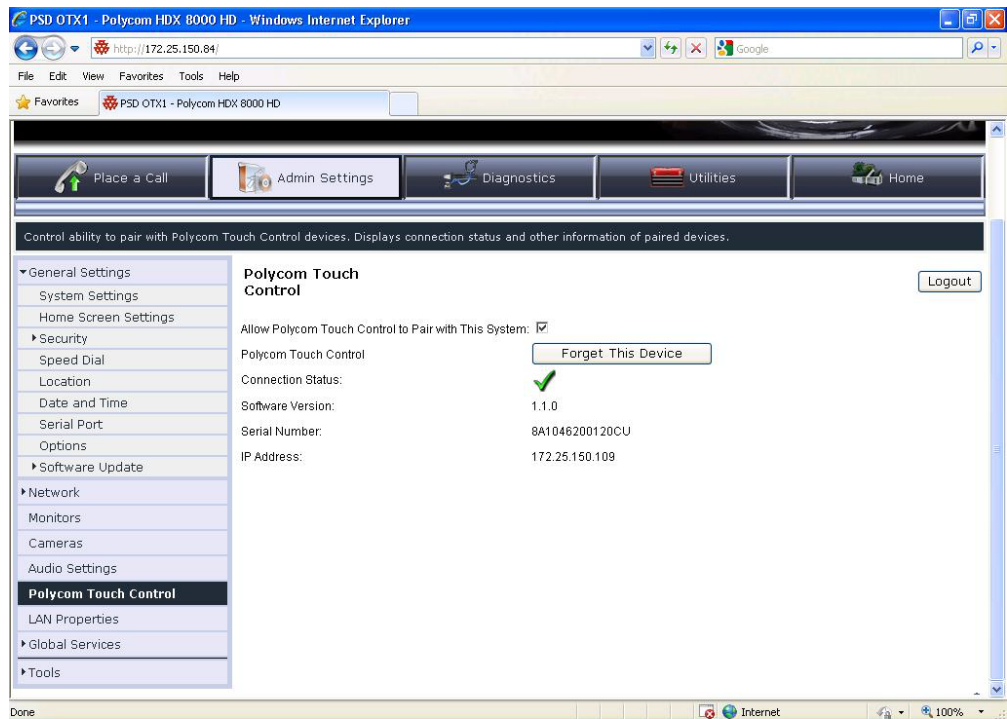 PSD OTX1 - Polycom HDX 8000 HD - Windows Internet Explorer
http://172.25.150.84/
Google
File Edit View Favorites Tools Help
Favorites
PSD OTX1 - Polycom HDX 8000 HD
Place a Call
Admin Settings
Diagnostics
Utilities
Home
Control ability to pair with Polycom Touch Control devices. Displays connection status and other information of paired devices.
General Settings
System Settings
Home Screen Settings
Security
Speed Dial
Location
Date and Time
Serial Port
Options
Software Update
Network
Monitors
Cameras
Audio Settings
Polycom Touch Control
LAN Properties
Global Services
Tools
Polycom Touch
Control
Logout
Allow Polycom Touch Control to Pair with This System:
Polycom Touch Control
Forget This Device
Connection Status:
Software Version: 1.1.0
Serial Number: 8A1046200120CU
IP Address: 172.25.150.109
Done
Internet
100%